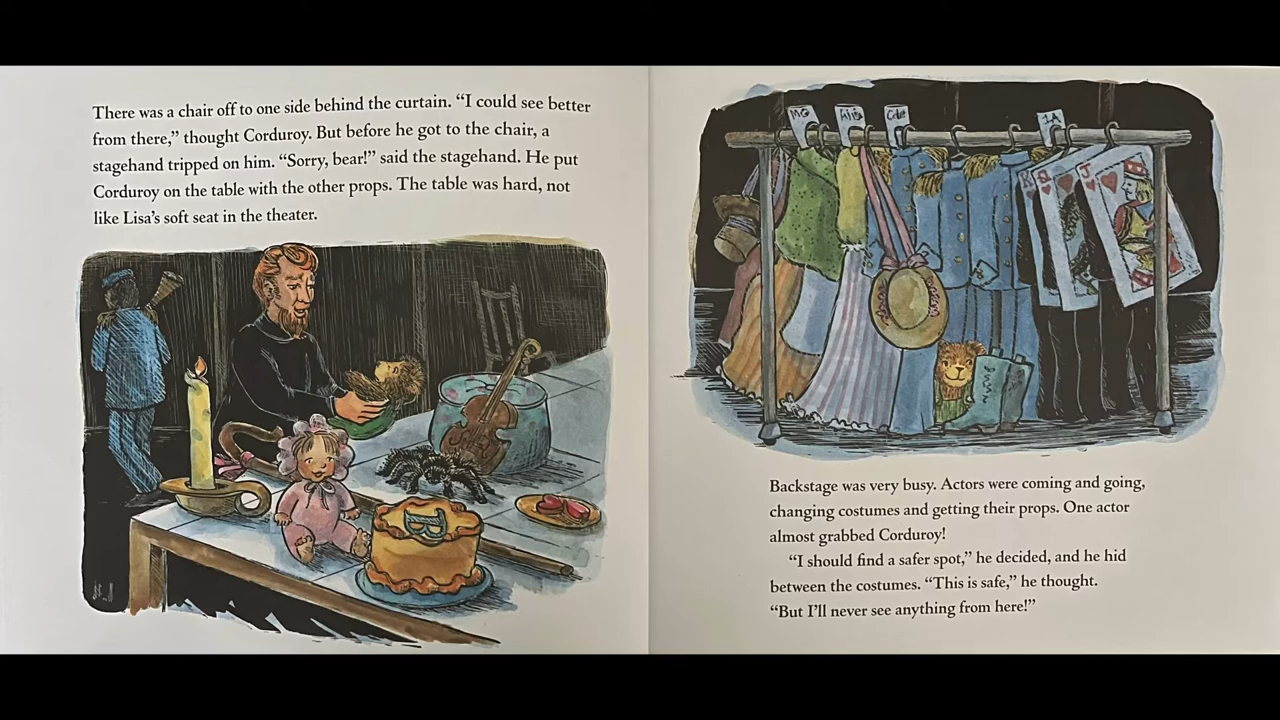 There was a chair off to one side behind the curtain. “I could see better
from there,” thought Corduroy. But before he got to the chair, a
stagehand tripped on him. “Sorry, bear!” said the stagehand. He put
Corduroy on the table with the other props. The table was hard, not
like Lisa’s soft seat in the theater.
B
MG
1A
K
Q
J
Backstage was very busy. Actors were coming and going,
changing costumes and getting their props. One actor
almost grabbed Corduroy!
“I should find a safer spot,” he decided, and he hid
between the costumes. “This is safe,” he thought.
“But I’ll never see anything from here!”